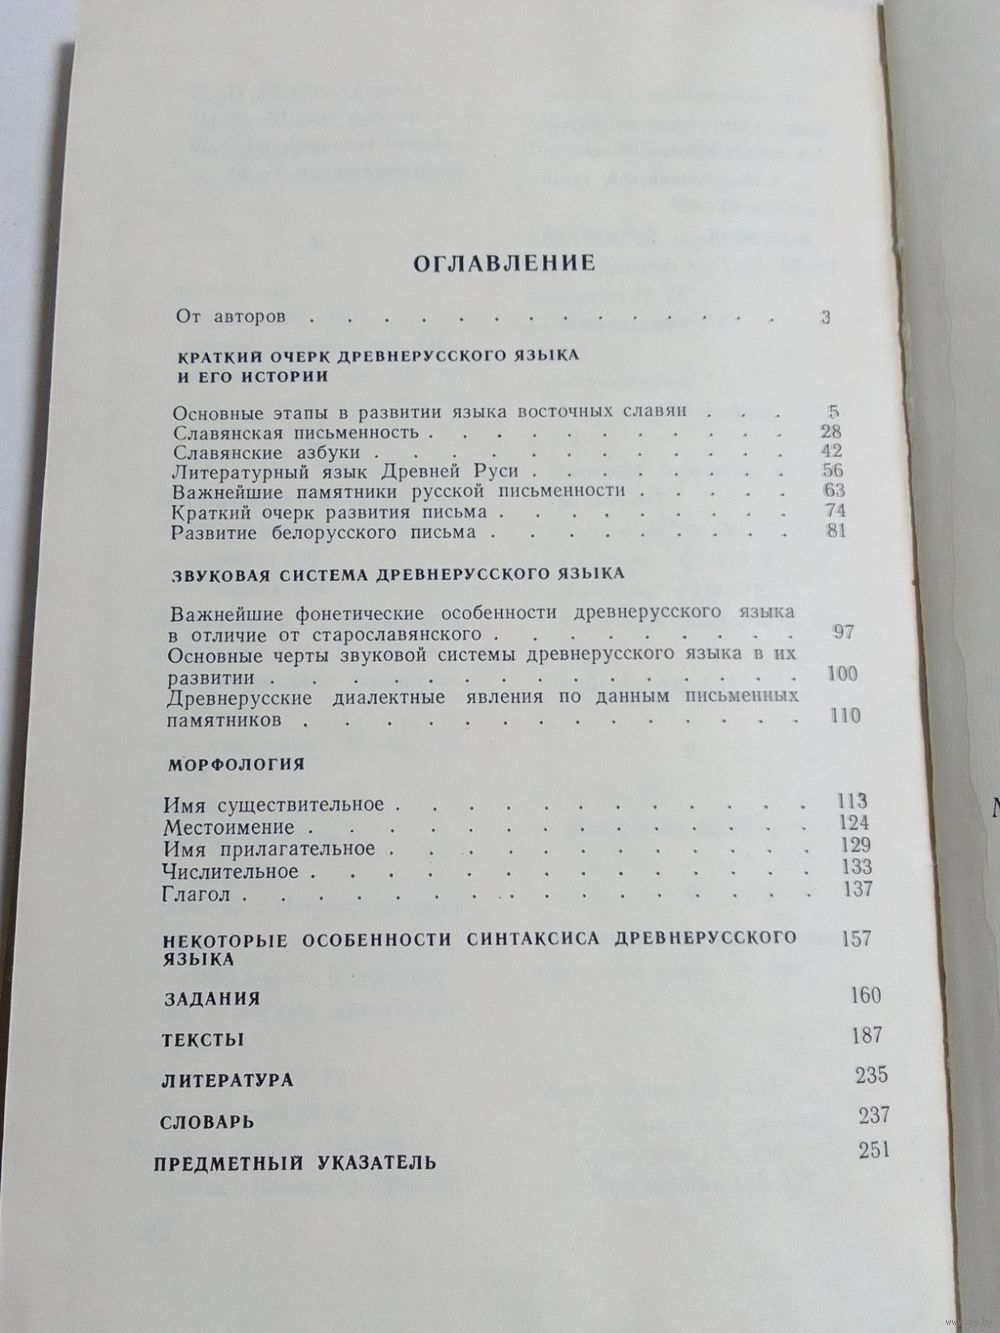 ОГЛАВЛЕНИЕ
От авторов . . . . . . . . . . . . . . 3
КРАТКИЙ ОЧЕРК ДРЕВНЕРУССКОГО ЯЗЫКА
И ЕГО ИСТОРИИ
Основные этапы в развитии языка восточных славян . . . 5
Славянская письменность . . . . . . . . . . 28
Славянские азбуки . . . . . . . . . . . 42
Литературный язык Древней Руси . . . . . . . 56
Важнейшие памятники русской письменности . . . . . 63
Краткий очерк развития письма . . . . . . . . 74
Развитие белорусского письма . . . . . . . . 81
ЗВУКОВАЯ СИСТЕМА ДРЕВНЕРУССКОГО ЯЗЫКА
Важнейшие фонетические особенности древнерусского языка
в отличие от старославянского . . . . . . . . 97
Основные черты звуковой системы древнерусского языка в их
развитии . . . . . . . . . . . . . . 100
Древнерусские диалектные явления по данным письменных
памятников . . . . . . . . . . . . . 110
МОРФОЛОГИЯ
Имя существительное . . . . . . . . . . . 113
Местоимение . . . . . . . . . . . . . 124
Имя прилагательное . . . . . . . . . . . 129
Числительное . . . . . . . . . . . . . 133
Глагол . . . . . . . . . . . . . . . 137
НЕКОТОРЫЕ ОСОБЕННОСТИ СИНТАКСИСА ДРЕВНЕРУССКОГО 157
ЯЗЫКА
ЗАДАНИЯ 160
ТЕКСТЫ 187
ЛИТЕРАТУРА 235
СЛОВАРЬ 237
ПРЕДМЕТНЫЙ УКАЗАТЕЛЬ 251
www.ay.by